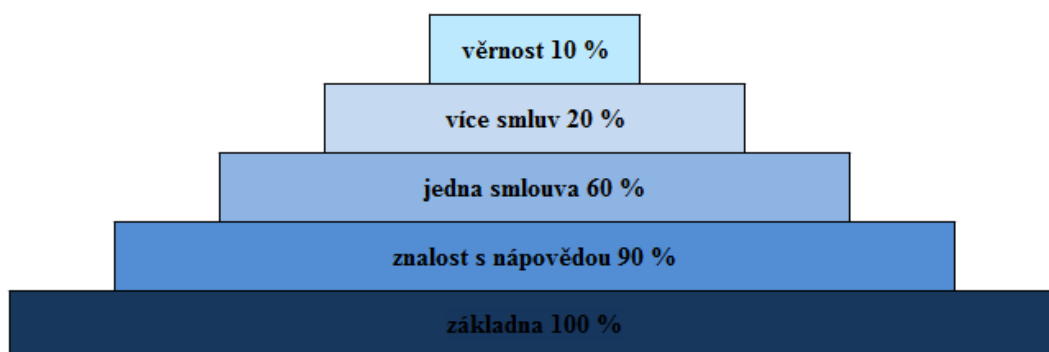 věrnost 10 %
více smluv 20 %
jedna smlouva 60 %
znalost s nápovědou 90 %
základna 100 %